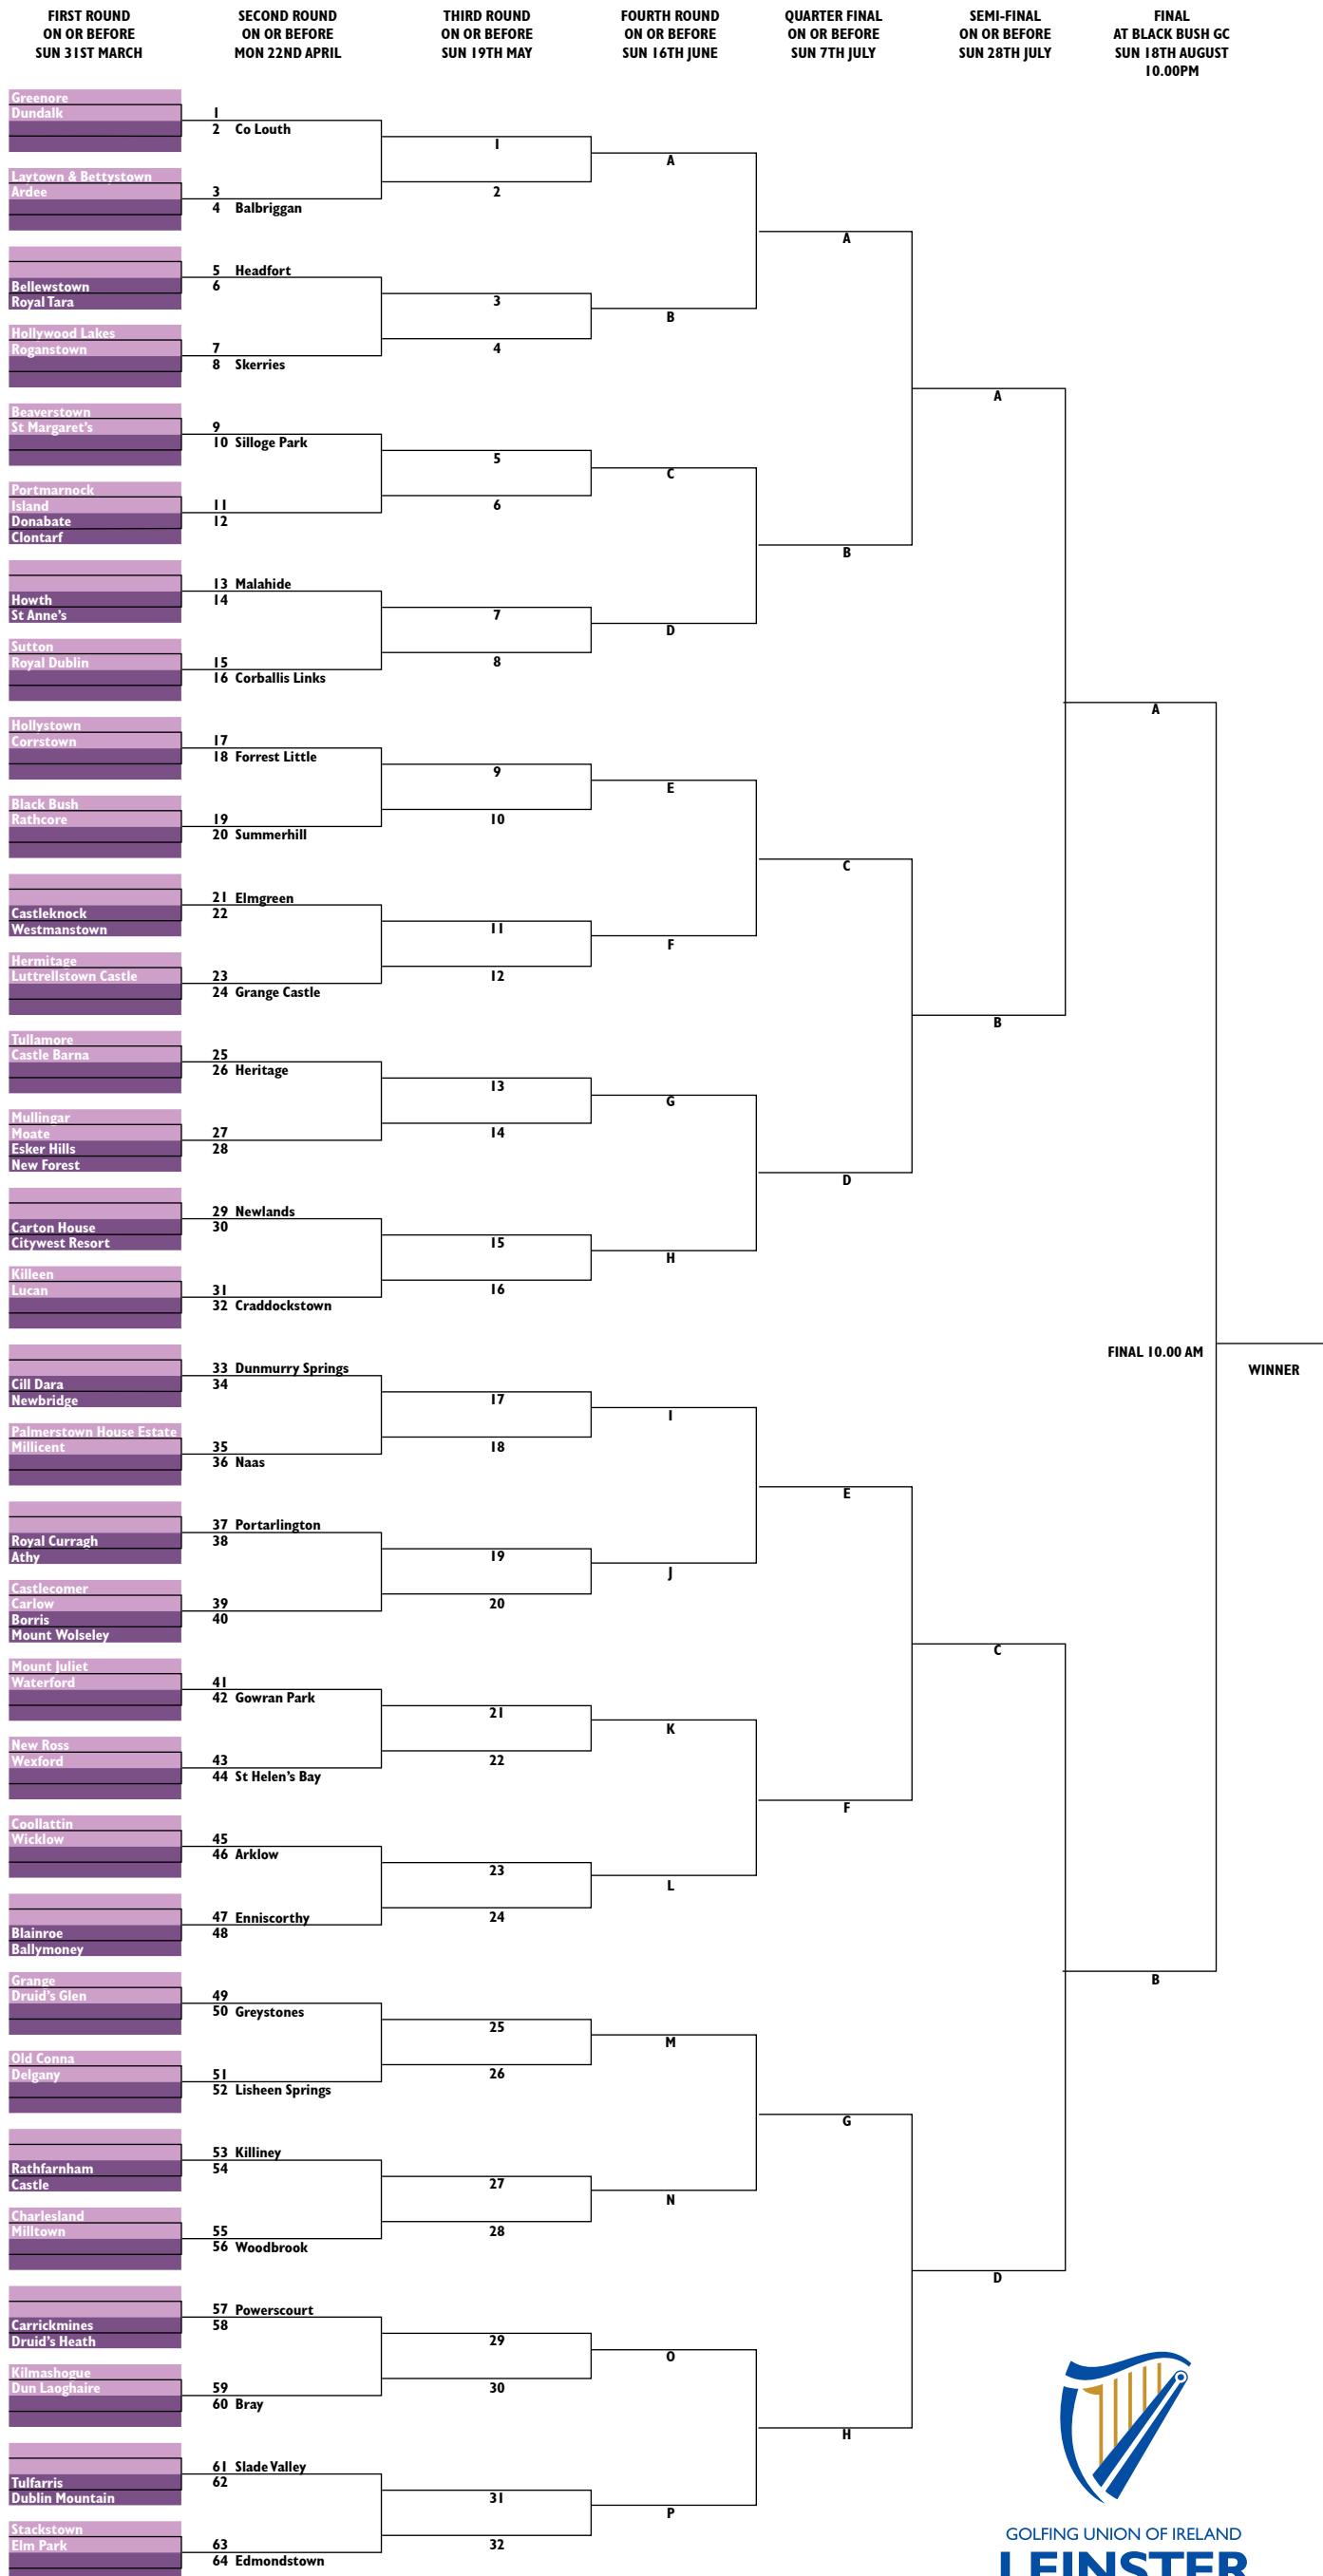 FIRST ROUND
ON OR BEFORE
SUN 31ST MARCH
SECOND ROUND
ON OR BEFORE
MON 22ND APRIL
THIRD ROUND
ON OR BEFORE
SUN 19TH MAY
FOURTH ROUND
ON OR BEFORE
SUN 16TH JUNE
QUARTER FINAL
ON OR BEFORE
SUN 7TH JULY
SEMI-FINAL
ON OR BEFORE
SUN 28TH JULY
FINAL
AT BLACK BUSH GC
SUN 18TH AUGUST
10.00PM
Greenore
Dundalk
Laytown & Bettystown
Ardee
Bellewstown
Royal Tara
Hollywood Lakes
Roganstown
Beaverstown
St Margaret's
Portmarnock
Island
Donabate
Clontarf
Howth
St Anne's
Sutton
Royal Dublin
Hollystown
Corrstown
Black Bush
Rathcore
Castleknock
Westmanstown
Hermitage
Luttrellstown Castle
Tullamore
Castle Barna
Mullingar
Moate
Esker Hills
New Forest
Carton House
Citywest Resort
Killeen
Lucan
Cill Dara
Newbridge
Palmerstown House Estate
Millicent
Royal Curragh
Athy
Castlecomer
Carlow
Borris
Mount Wolseley
Mount Juliet
Waterford
New Ross
Wexford
Coollattin
Wicklow
Blainroe
Ballymoney
Grange
Druid's Glen
Old Conna
Delgany
Rathfarnham
Castle
Charlesland
Milltown
Carrickmines
Druid's Heath
Kilmashogue
Dun Laoghaire
Tulfarris
Dublin Mountain
Stackstown
Elm Park
1
2 Co Louth
3
4 Balbriggan
5 Headfort
6
7
8 Skerries
9
10 Silloge Park
11
12
13 Malahide
14
15
16 Corballis Links
17
18 Forrest Little
19
20 Summerhill
21 Elmgreen
22
23
24 Grange Castle
25
26 Heritage
27
28
29 Newlands
30
31
32 Craddockstown
33 Dunmurry Springs
34
35
36 Naas
37 Portarlington
38
39
40
41
42 Gowran Park
43
44 St Helen's Bay
45
46 Arklow
47 Enniscorthy
48
49
50 Greystones
51
52 Lisheen Springs
53 Killiney
54
55
56 Woodbrook
57 Powerscourt
58
59
60 Bray
61 Slade Valley
62
63
64 Edmondstown
1
2
3
4
5
6
7
8
9
10
11
12
13
14
15
16
17
18
19
20
21
22
23
24
25
26
27
28
29
30
31
32
A
B
C
D
E
F
G
H
I
J
K
L
M
N
O
P
A
B
C
D
E
F
G
H
A
B
C
D
A
B
FINAL 10.00 AM
WINNER
GOLFING UNION OF IRELAND
LEINSTER